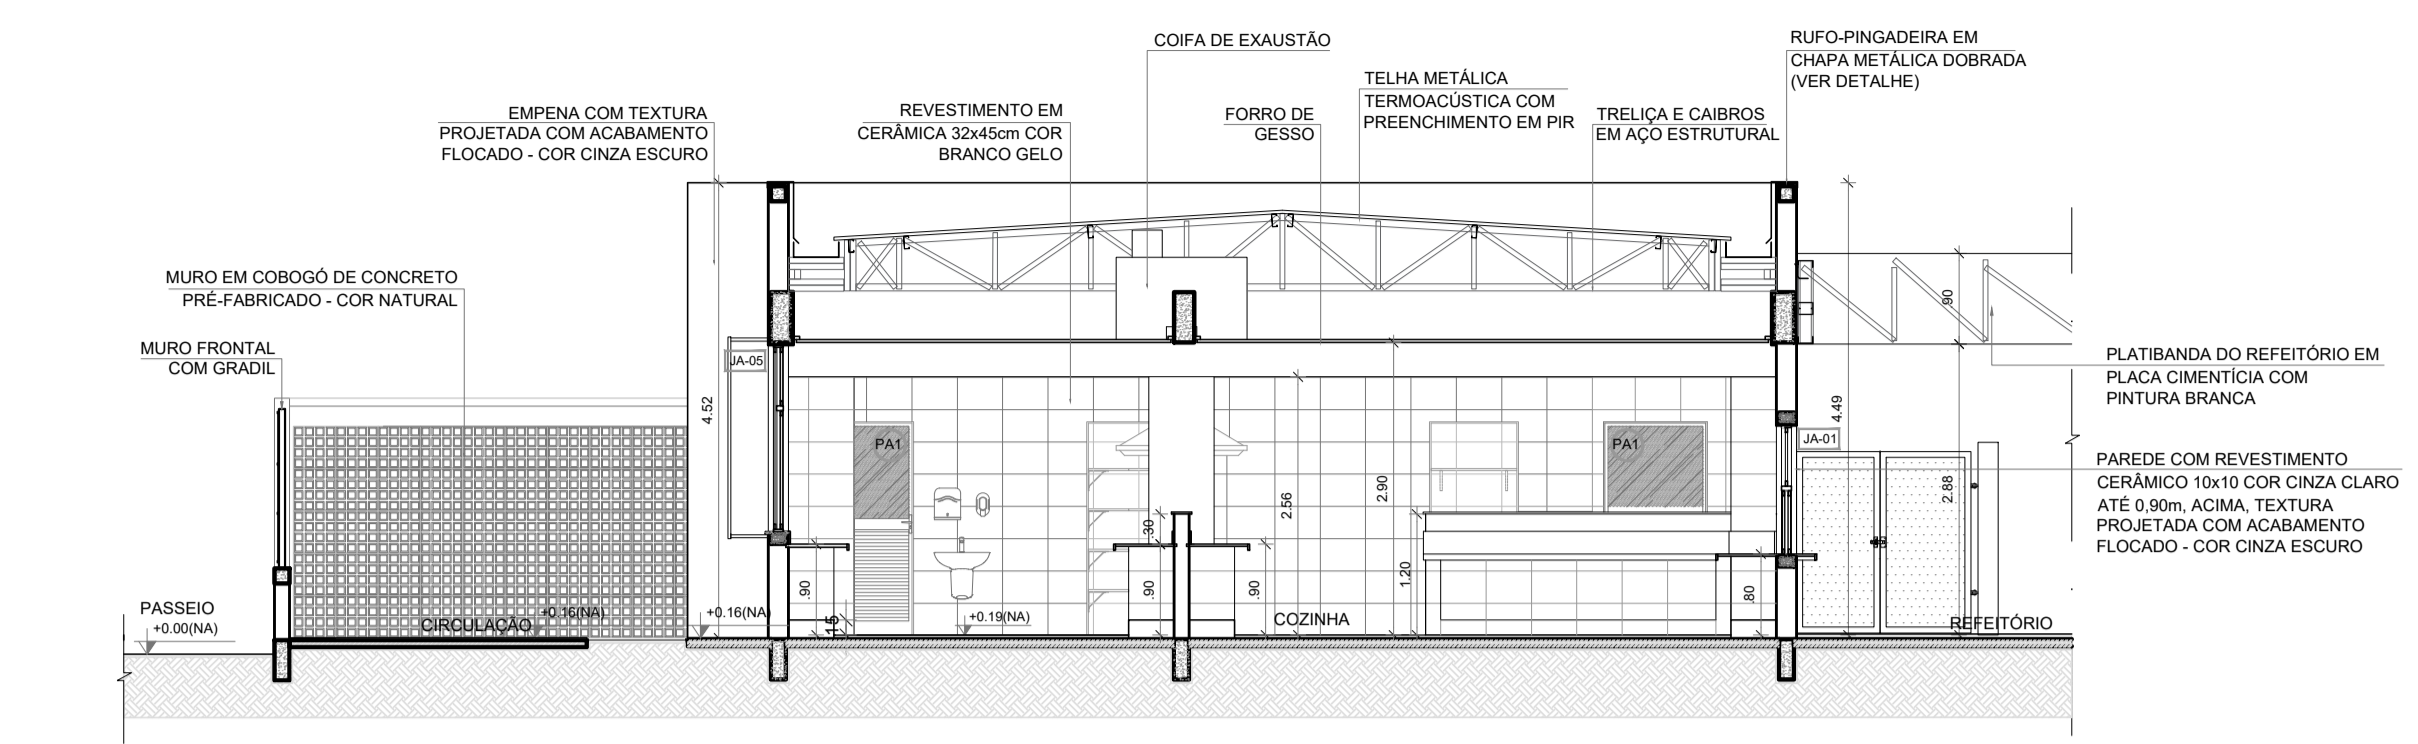 COIFA DE EXAUSTÃO
RUFO-PINGADEIRA EM
CHAPA METÁLICA DOBRADA
(VER DETALHE)
TELHA METÁLICA
TERMOACÚSTICA COM
PREENCHIMENTO EM PIR
EMPENA COM TEXTURA
PROJETADA COM ACABAMENTO
FLOCADO - COR CINZA ESCURO
REVESTIMENTO EM
CERÂMICA 32x45cm COR
BRANCO GELO
FORRO DE
GESSO
TRELIÇA E CAIBROS
EM AÇO ESTRUTURAL
MURO EM COBOGÓ DE CONCRETO
PRÉ-FABRICADO - COR NATURAL
MURO FRONTAL
COM GRADIL
JA-05
.90
PLATIBANDA DO REFEITÓRIO EM
PLACA CIMENTÍCIA COM
PINTURA BRANCA
4.52
4.49
PA1
PA1
JA-01
PAREDE COM REVESTIMENTO
CERÂMICO 10x10 COR CINZA CLARO
ATÉ 0,90m, ACIMA, TEXTURA
PROJETADA COM ACABAMENTO
FLOCADO - COR CINZA ESCURO
2.56
2.90
2.88
.30
1.20
.90
.90
.90
.80
15
PASSEIO
+0.00(NA)
CIRCULAÇÃO
+0.16(NA)
+0.16(NA)
+0.19(NA)
COZINHA
REFEITÓRIO